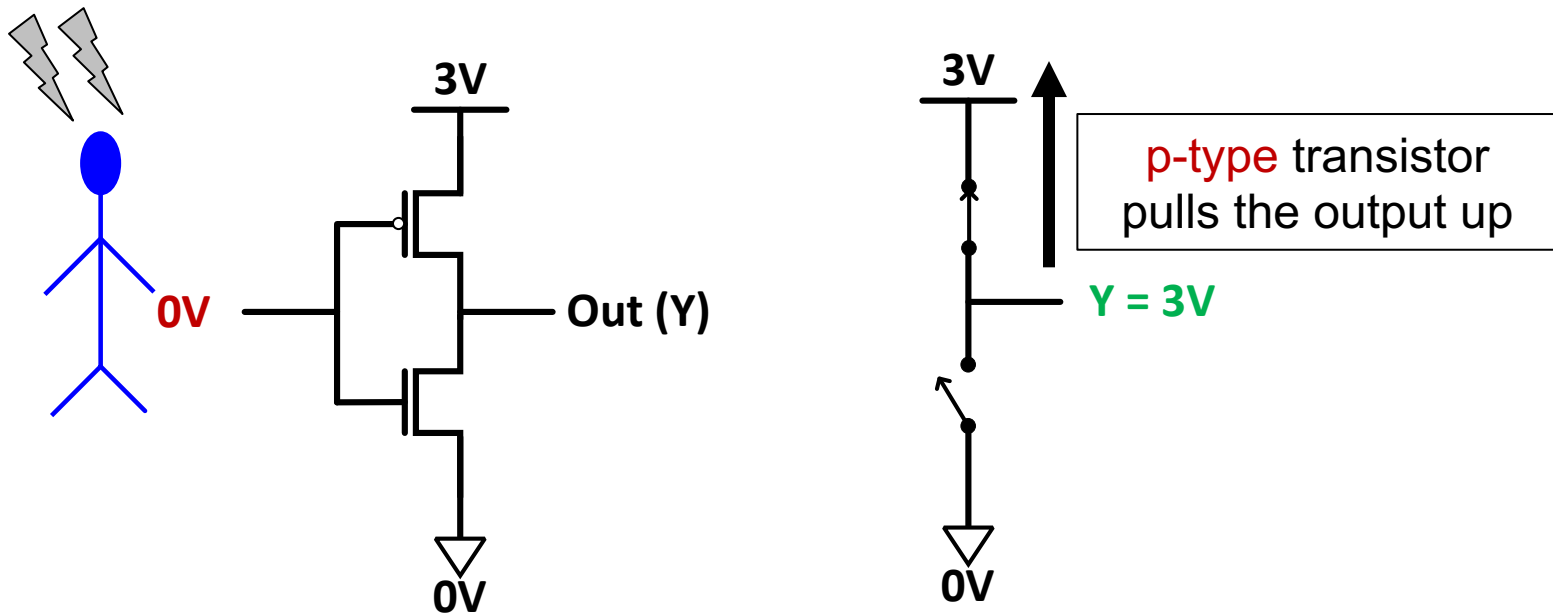 3V
0V
Out (Y)
0V
3V
p-type transistor
pulls the output up
Y = 3V
0V